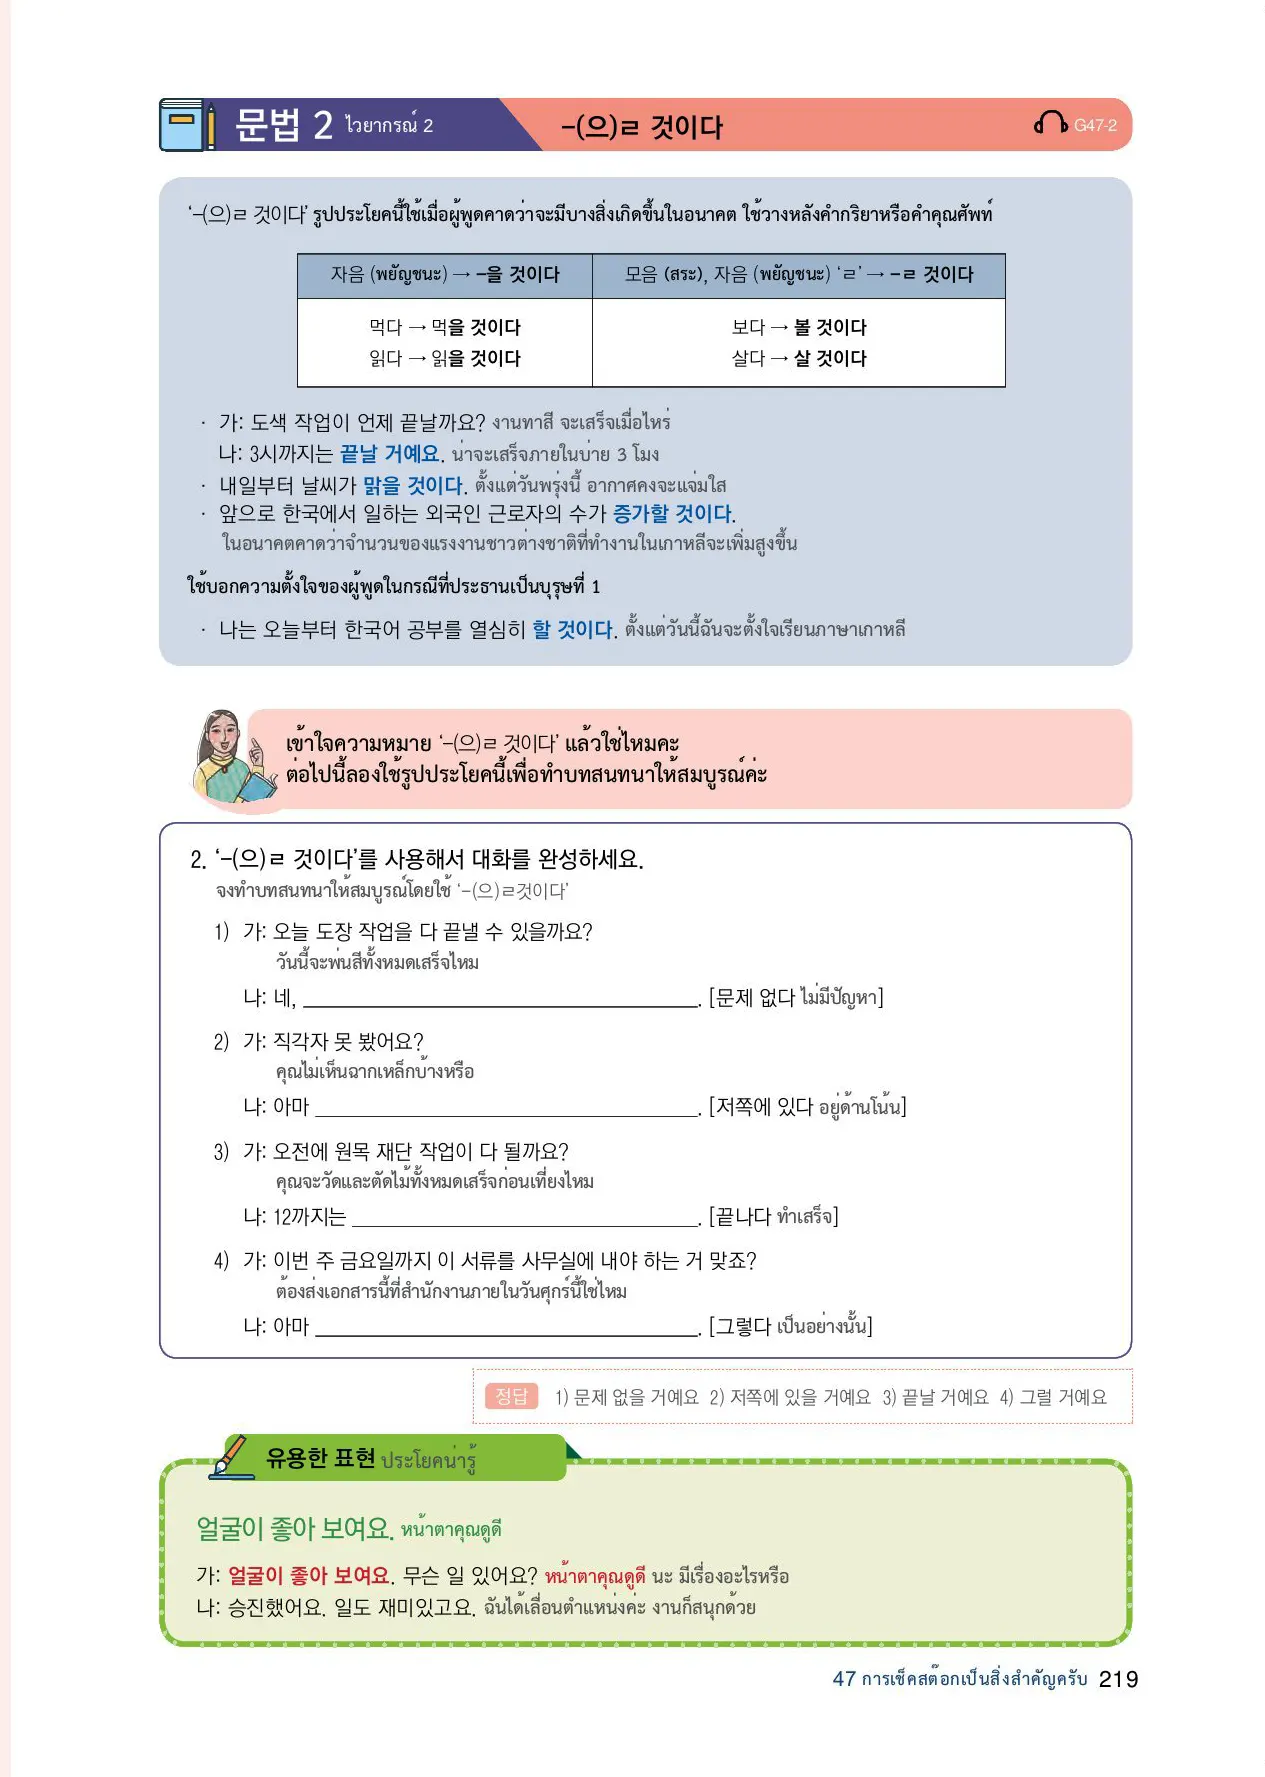 문법 2 ไวยากรณ์ 2 -(으)ㄹ 것이다 G47-2
‘-(으)ㄹ 것이다’ รูปประโยคนี้ใช้เมื่อผู้พูดคาดว่าจะมีบางสิ่งเกิดขึ้นในอนาคต ใช้วางหลังคำกริยาหรือคำคุณศัพท์
자음 (พยัญชนะ) → -을 것이다 모음 (สระ), 자음 (พยัญชนะ) ‘ㄹ’ → -ㄹ 것이다
먹다 → 먹을 것이다 보다 → 볼 것이다
읽다 → 읽을 것이다 살다 → 살 것이다
· 가: 도색 작업이 언제 끝날까요? งานทาสี จะเสร็จเมื่อไหร่
나: 3시까지는 끝날 거예요. น่าจะเสร็จภายในบ่าย 3 โมง
· 내일부터 날씨가 맑을 것이다. ตั้งแต่วันพรุ่งนี้ อากาศคงจะแจ่มใส
· 앞으로 한국에서 일하는 외국인 근로자의 수가 증가할 것이다.
ในอนาคตคาดว่าจำนวนของแรงงานชาวต่างชาติที่ทำงานในเกาหลีจะเพิ่มสูงขึ้น
ใช้บอกความตั้งใจของผู้พูดในกรณีที่ประธานเป็นบุรุษที่ 1
· 나는 오늘부터 한국어 공부를 열심히 할 것이다. ตั้งแต่วันนี้ฉันจะตั้งใจเรียนภาษาเกาหลี
เข้าใจความหมาย ‘-(으)ㄹ 것이다’ แล้วใช่ไหมคะ
ต่อไปนี้ลองใช้รูปประโยคนี้เพื่อทำบทสนทนาให้สมบูรณ์ค่ะ
2. ‘-(으)ㄹ 것이다’를 사용해서 대화를 완성하세요.
จงทำบทสนทนาให้สมบูรณ์โดยใช้ ‘-(으)ㄹ것이다’
1) 가: 오늘 도장 작업을 다 끝낼 수 있을까요?
วันนี้จะพ่นสีทั้งหมดเสร็จไหม
나: 네, ____________________. [문제 없다 ไม่มีปัญหา]
2) 가: 직각자 못 봤어요?
คุณไม่เห็นฉากเหล็กบ้างหรือ
나: 아마 ____________________. [저쪽에 있다 อยู่ด้านโน้น]
3) 가: 오전에 원목 재단 작업이 다 될까요?
คุณจะวัดและตัดไม้ทั้งหมดเสร็จก่อนเที่ยงไหม
나: 12까지는 ____________________. [끝나다 ทำเสร็จ]
4) 가: 이번 주 금요일까지 이 서류를 사무실에 내야 하는 거 맞죠?
ต้องส่งเอกสารนี้ที่สำนักงานภายในวันศุกร์นี้ใช่ไหม
나: 아마 ____________________. [그렇다 เป็นอย่างนั้น]
정답 1) 문제 없을 거예요 2) 저쪽에 있을 거예요 3) 끝날 거예요 4) 그럴 거예요
유용한 표현 ประโยคน่ารู้
얼굴이 좋아 보여요. หน้าตาคุณดูดี
가: 얼굴이 좋아 보여요. 무슨 일 있어요? หน้าตาคุณดูดี นะ มีเรื่องอะไรหรือ
나: 승진했어요. 일도 재미있고요. ฉันได้เลื่อนตำแหน่งค่ะ งานก็สนุกด้วย
47 การเช็คสต๊อกเป็นสิ่งสำคัญครับ 219